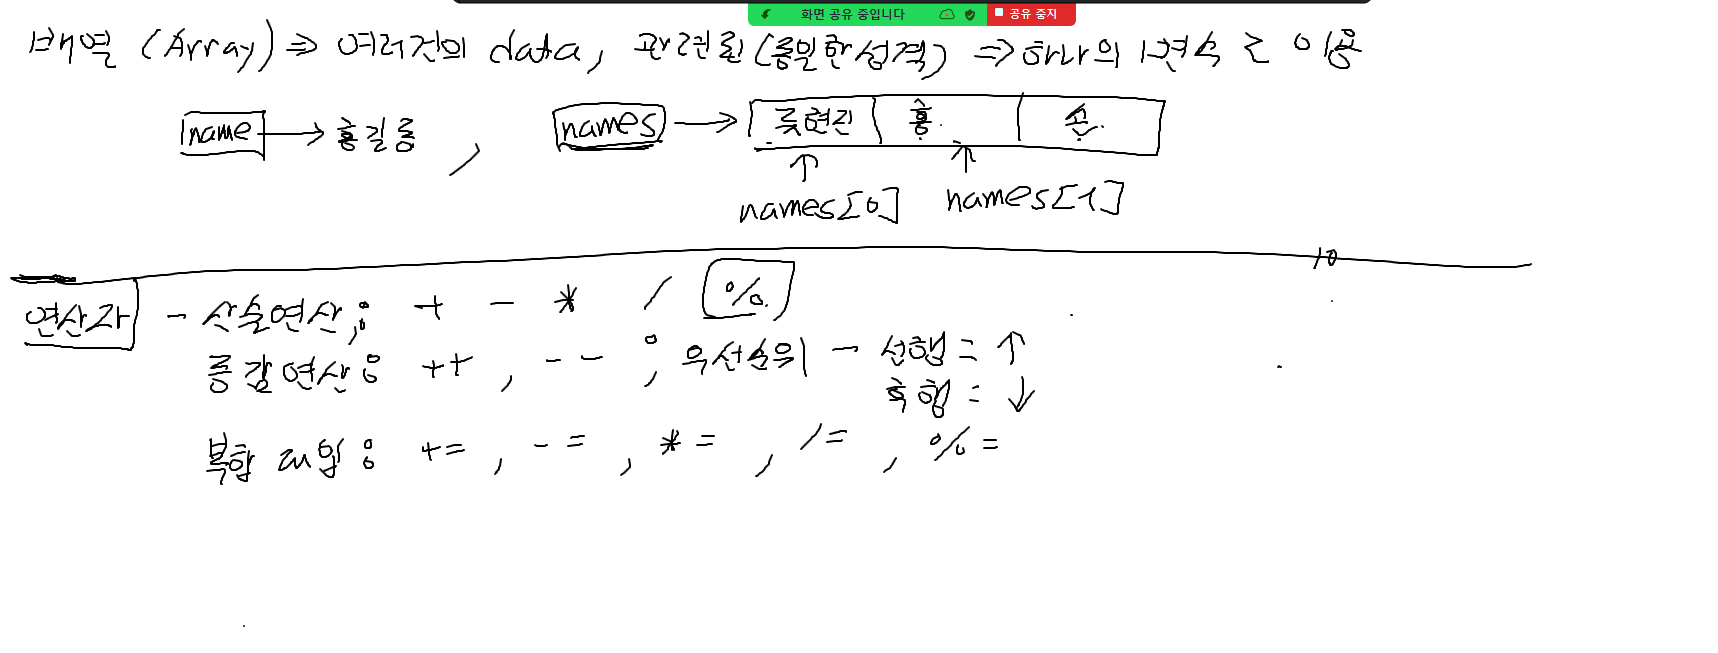 화면 공유 중입니다 공유 중지
배열 (Array) ⇒ 여러건의 data, 관련된 (동일한성격) ⇒ 하나의 변수로 이용
name → 홍길동 , names → 류현진 홍. 손.
names[0] names[1]
10
연산자 - 산술연산; + - * / %
증감연산: ++, -- ; 우선순위 - 선행 = ↑
후행 = ↓
복합대입: +=, -=, *=, /=, %=